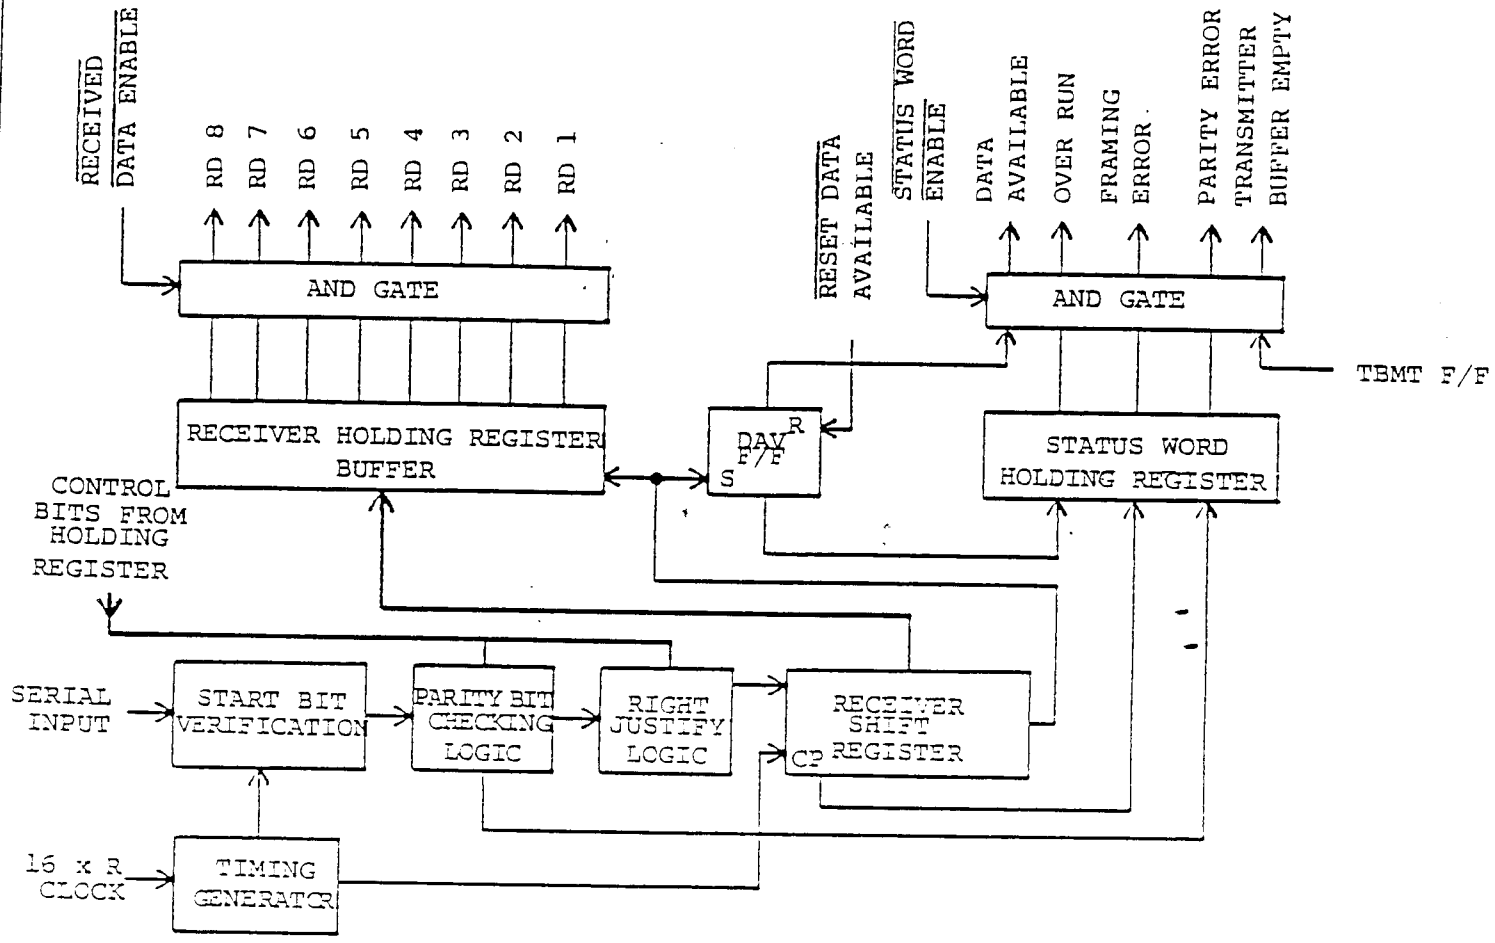 RECEIVED
DATA ENABLE
RD 8
RD 7
RD 6
RD 5
RD 4
RD 3
RD 2
RD 1
RESET DATA
AVAILABLE
STATUS WORD
ENABLE
DATA
AVAILABLE
OVER RUN
FRAMING
ERROR
PARITY ERROR
TRANSMITTER
BUFFER EMPTY
AND GATE
AND GATE
TBMT F/F
RECEIVER HOLDING REGISTER
BUFFER
R
DAV
F/F
S
STATUS WORD
HOLDING REGISTER
CONTROL
BITS FROM
HOLDING
REGISTER
SERIAL
INPUT
START BIT
VERIFICATION
PARITY BIT
CHECKING
LOGIC
RIGHT
JUSTIFY
LOGIC
RECEIVER
SHIFT
REGISTER
CP
16 x R
CLOCK
TIMING
GENERATOR